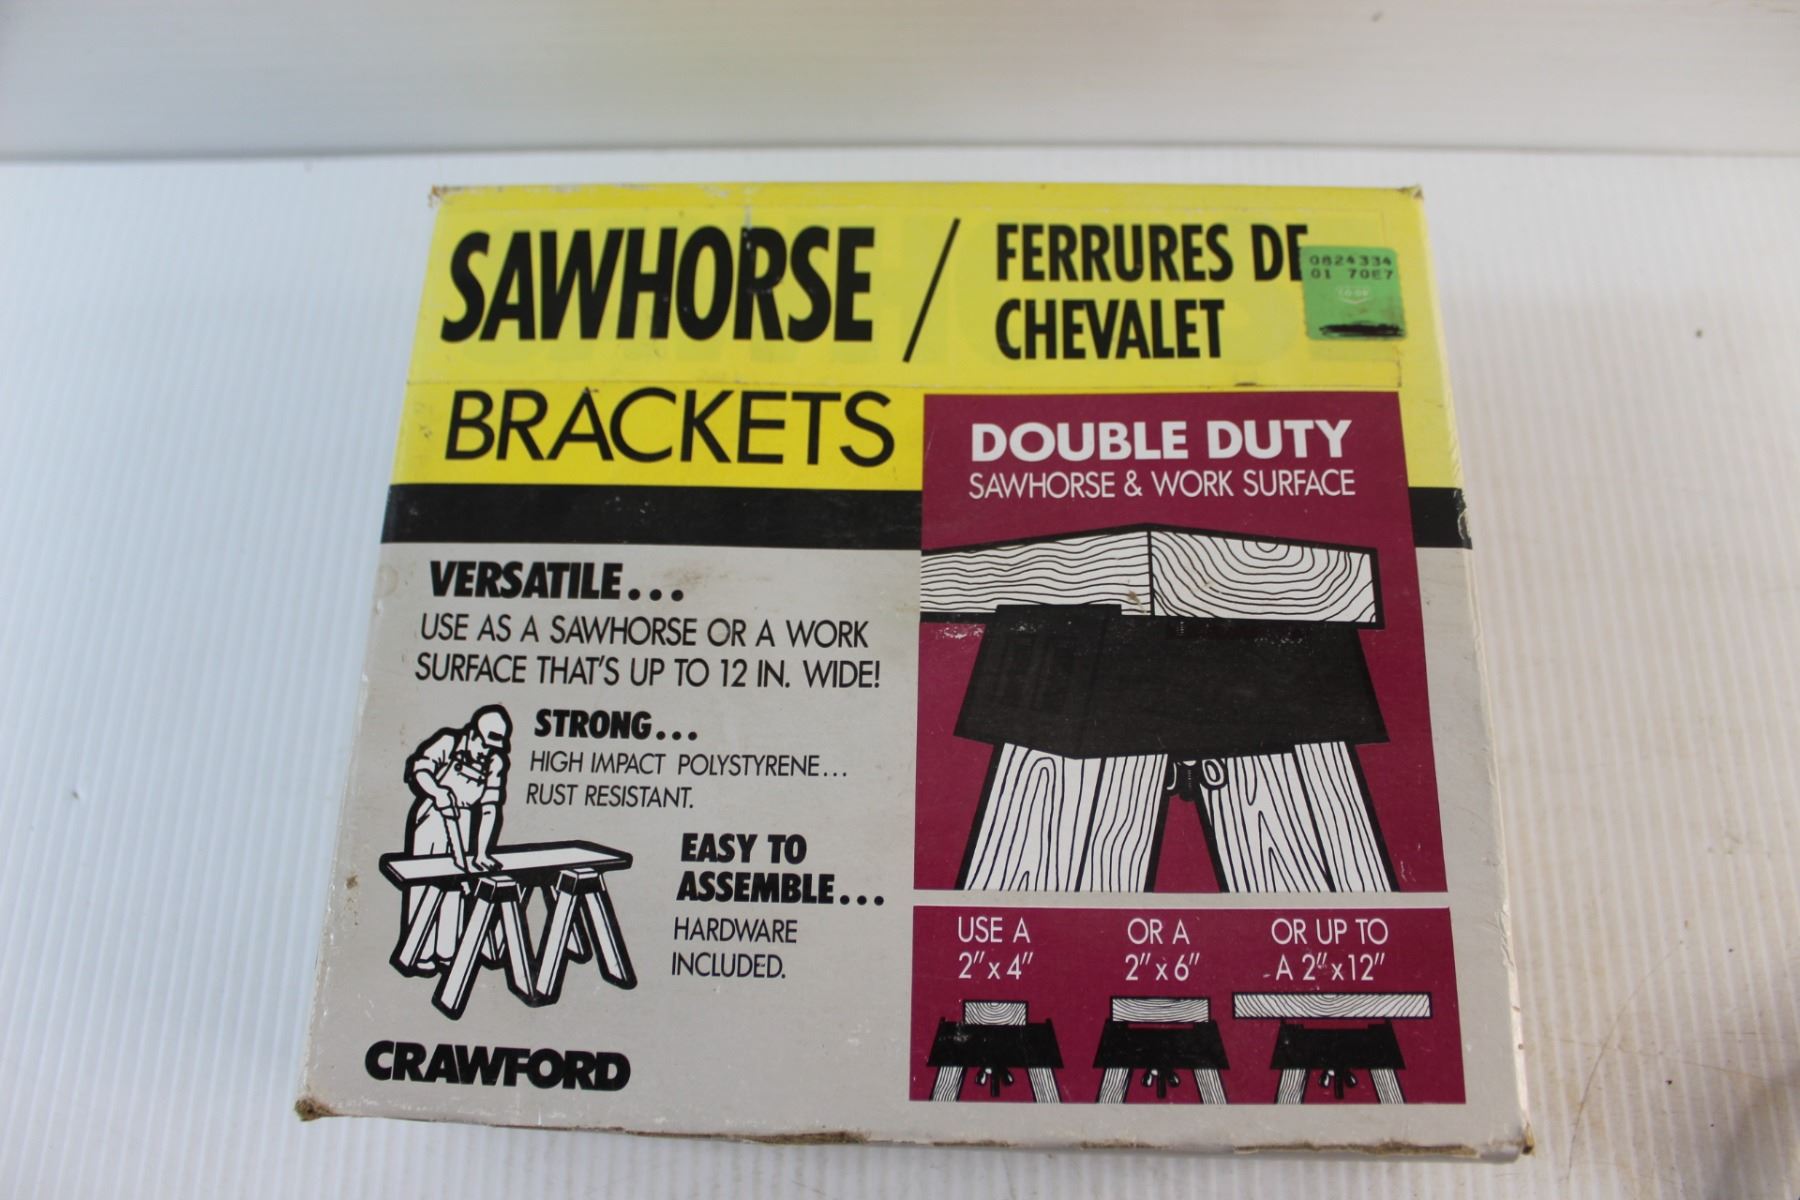 SAWHORSE / FERRURES DE
CHEVALET
0824334
01 70E7
CO-OP
BRACKETS
DOUBLE DUTY
SAWHORSE & WORK SURFACE
VERSATILE...
USE AS A SAWHORSE OR A WORK
SURFACE THAT'S UP TO 12 IN. WIDE!
STRONG...
HIGH IMPACT POLYSTYRENE...
RUST RESISTANT.
EASY TO
ASSEMBLE...
HARDWARE
INCLUDED.
CRAWFORD
USE A
2" x 4"
OR A
2" x 6"
OR UP TO
A 2" x 12"